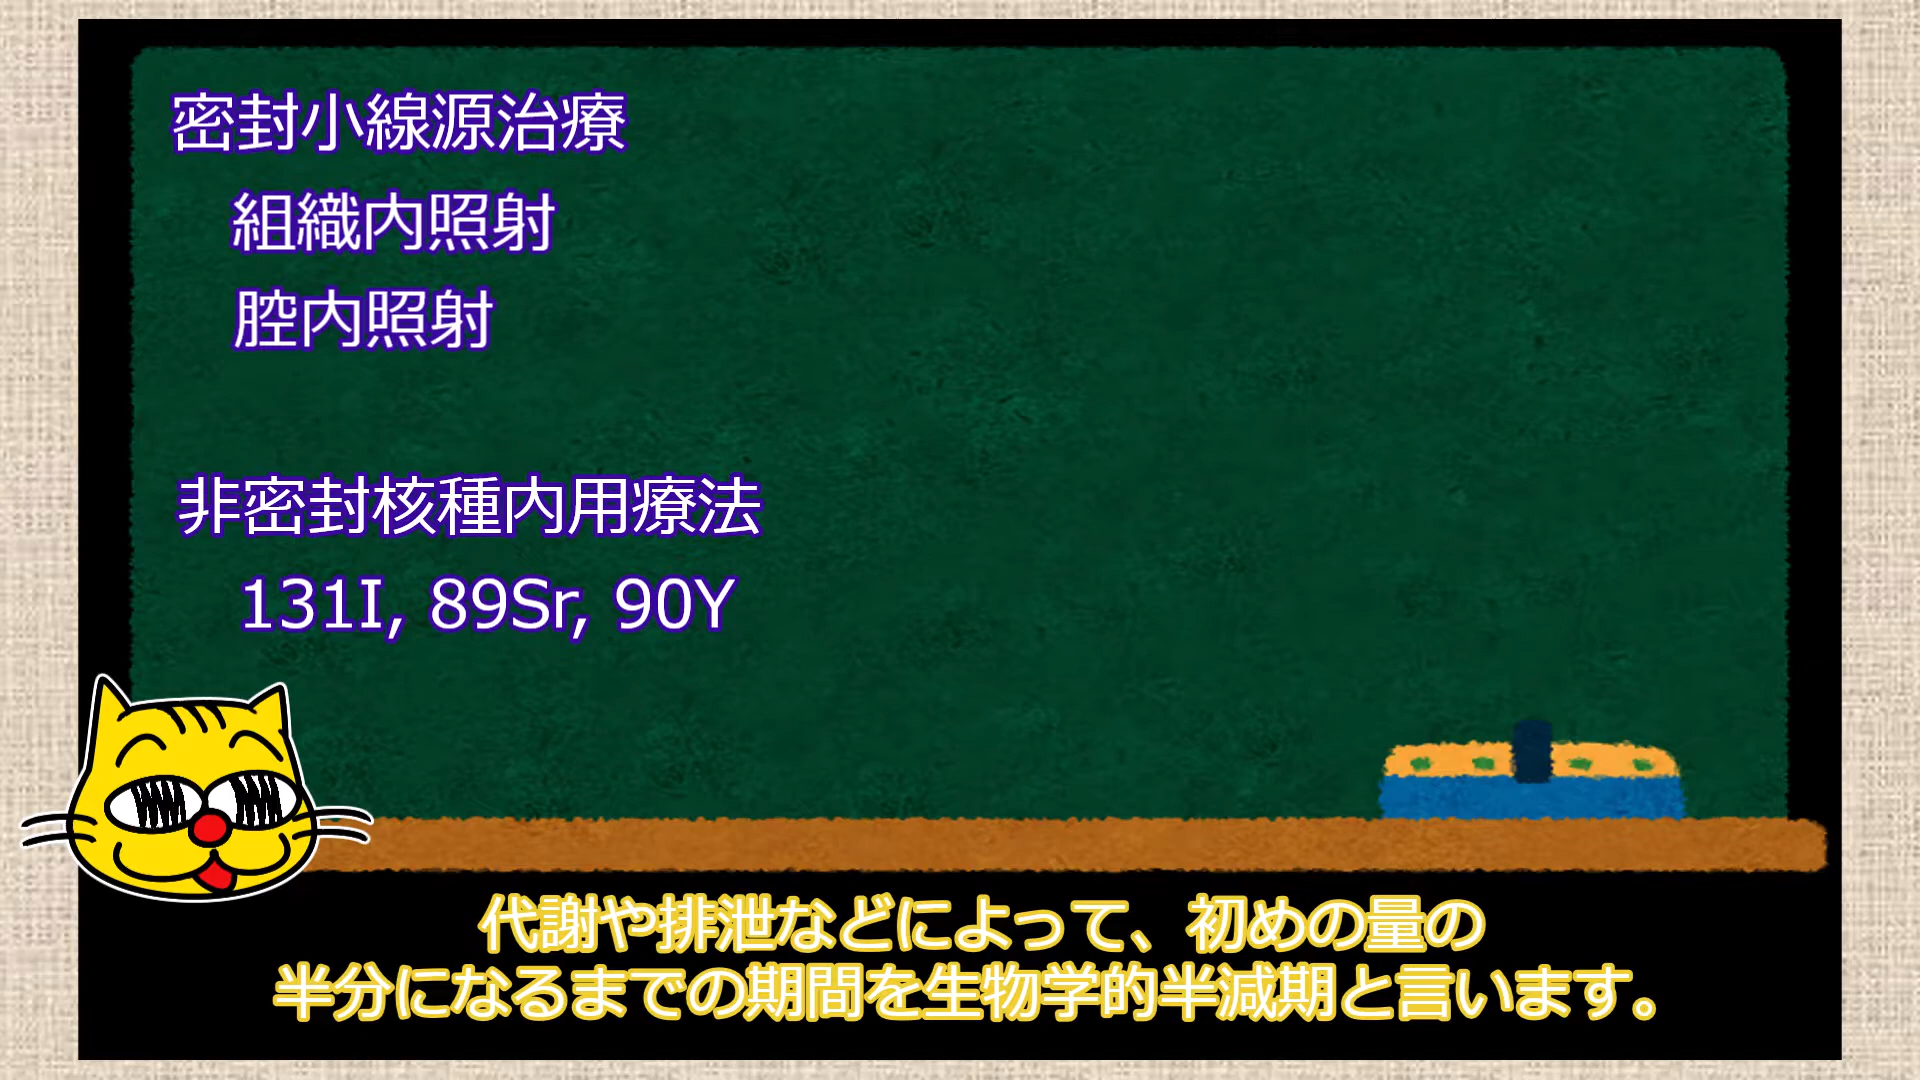 密封小線源治療
組織内照射
腔内照射
非密封核種内用療法
131I, 89Sr, 90Y
代謝や排泄などによって、初めの量の
半分になるまでの期間を生物学的半減期と言います。